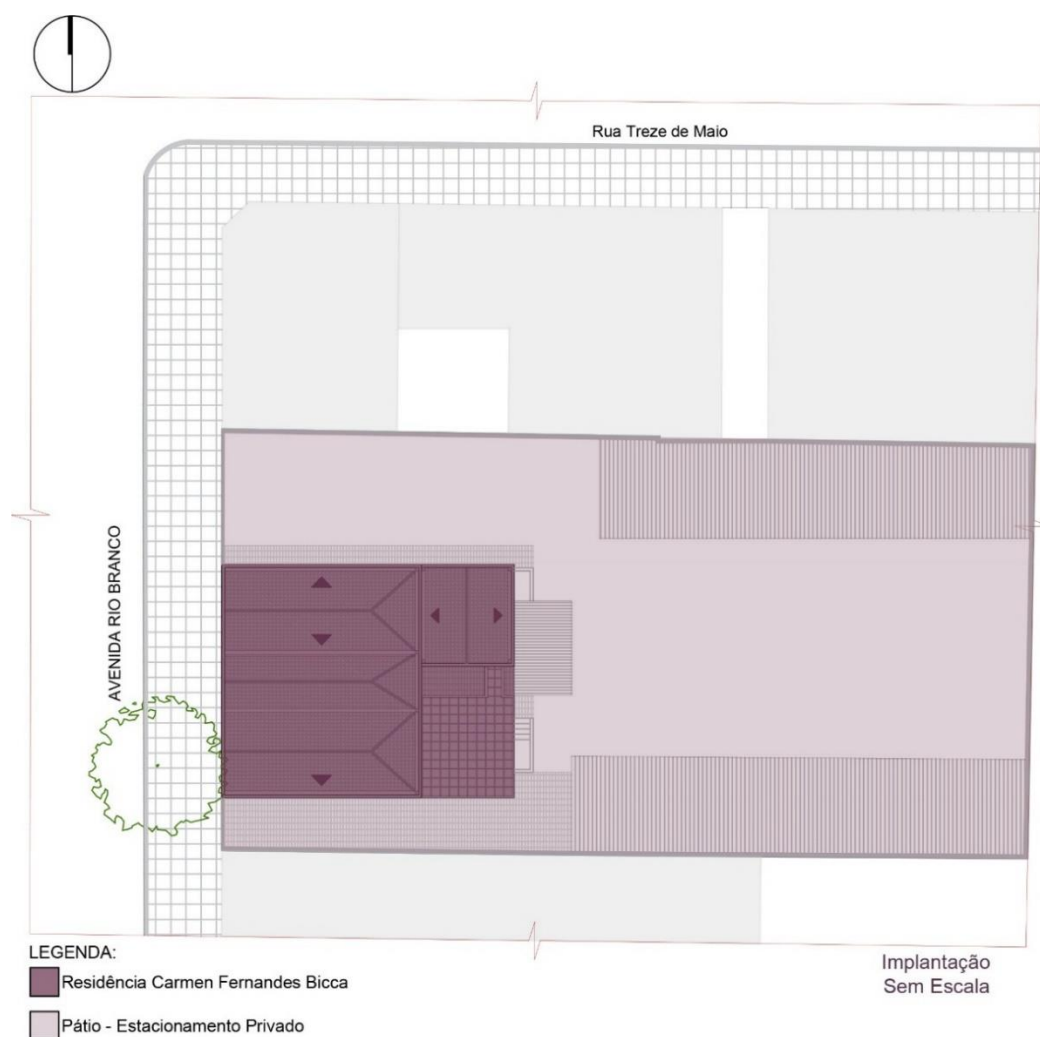 Rua Treze de Maio
AVENIDA RIO BRANCO
LEGENDA:
Residência Carmen Fernandes Bicca
Pátio - Estacionamento Privado
Implantação
Sem Escala